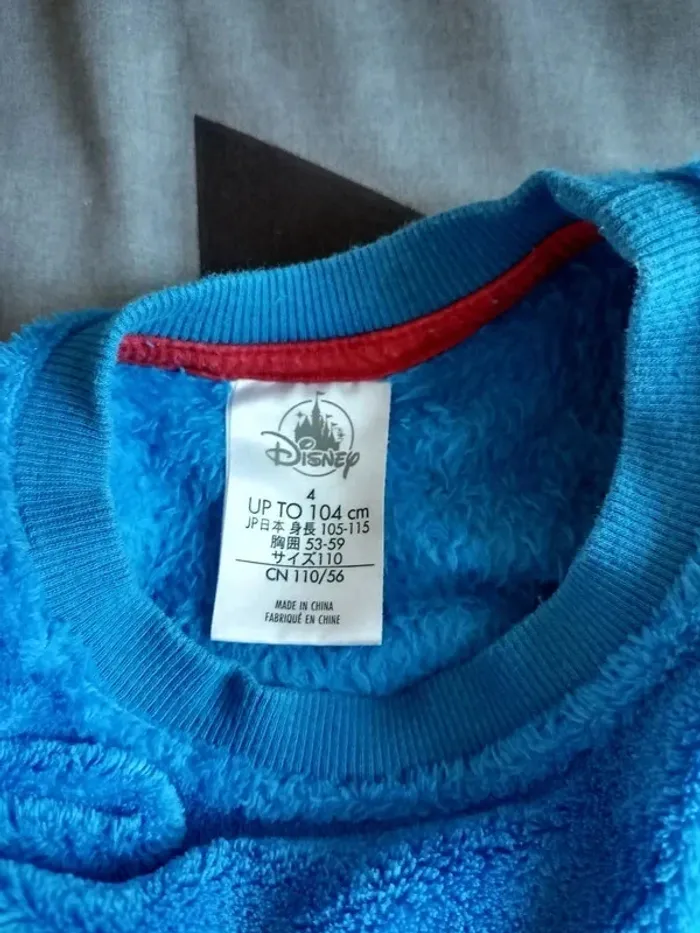 Disney
4
UP TO 104 cm
JP日本 身長 105-115
胸囲 53-59
サイズ110
CN 110/56
MADE IN CHINA
FABRIQUÉ EN CHINE